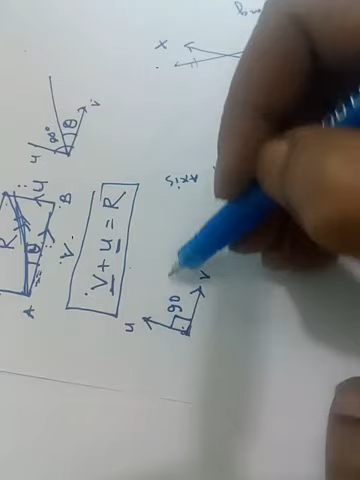 X
Axis
90°
θ
u
v
R
u
B
θ
V
A
V + u = R
u
90
v